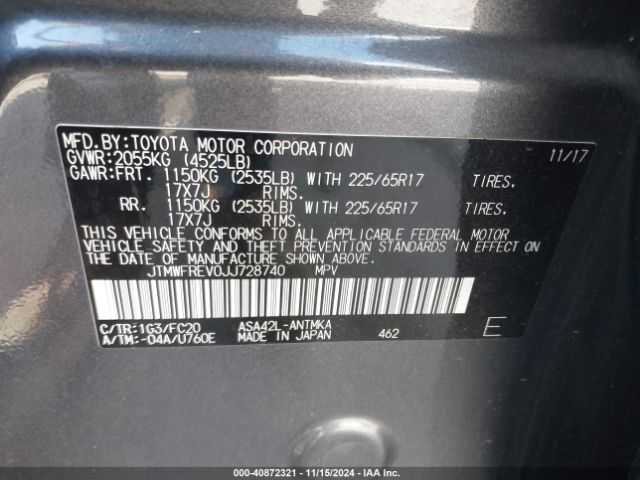 MFD.BY:TOYOTA MOTOR CORPORATION 11/17
GVWR:2055KG (4525LB)
GAWR:FRT. 1150KG (2535LB) WITH 225/65R17 TIRES.
17X7J RIMS.
RR. 1150KG (2535LB) WITH 225/65R17 TIRES.
17X7J RIMS.
THIS VEHICLE CONFORMS TO ALL APPLICABLE FEDERAL MOTOR
VEHICLE SAFETY AND THEFT PREVENTION STANDARDS IN EFFECT ON
THE DATE OF MANUFACTURE SHOWN ABOVE.
JTMWFREV0JJ728740 MPV
C/TR:1G3/FC20 ASA42L-ANTMKA
A/TM:-04A/U760E MADE IN JAPAN 462 E
000-40872321 - 11/15/2024 - IAA Inc.